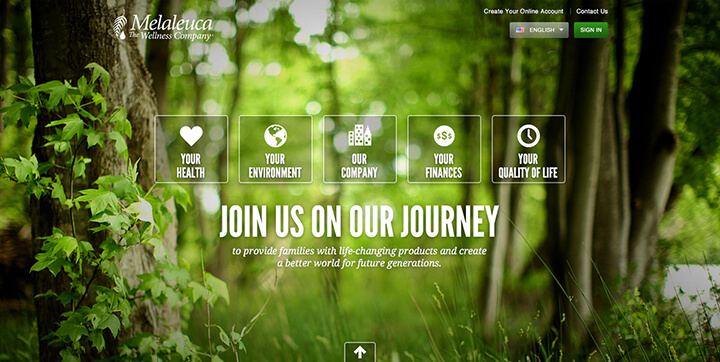 Create Your Online Account
Contact Us
Melaleuca
The Wellness Company
ENGLISH
SIGN IN
YOUR
HEALTH
YOUR
ENVIRONMENT
OUR
COMPANY
$S$
YOUR
FINANCES
YOUR
QUALITY OF LIFE
JOIN US ON OUR JOURNEY
to provide families with life-changing products and create
a better world for future generations.